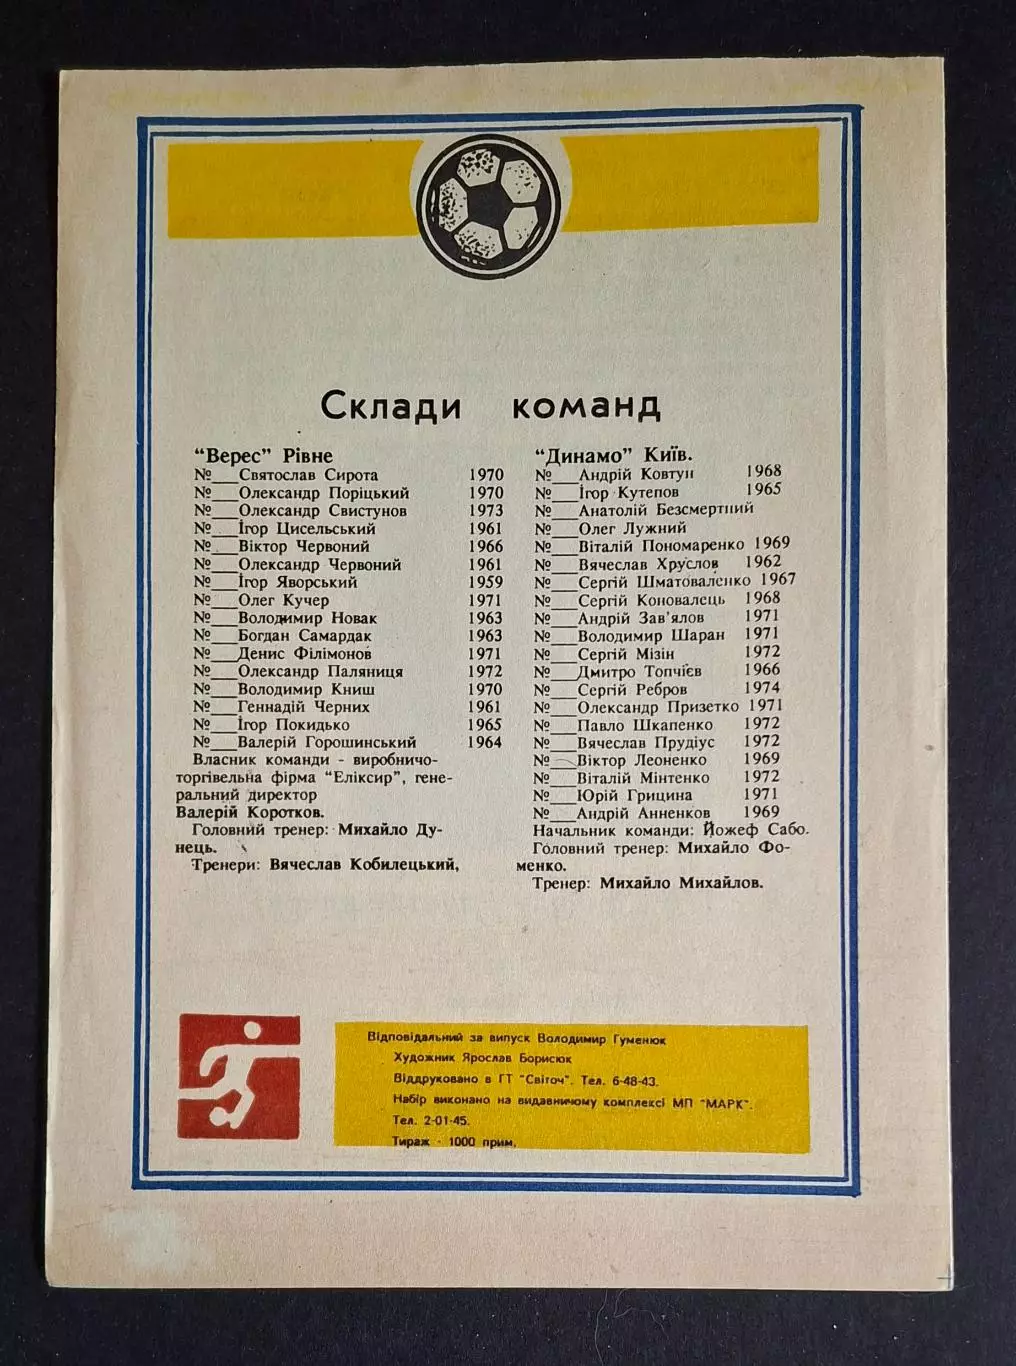 Склади команд
"Верес" Рівне
№___Святослав Сирота 1970
№___Олександр Поріцький 1970
№___Олександр Свистунов 1973
№___Ігор Цисельський 1961
№___Віктор Червоний 1966
№___Олександр Червоний 1961
№___Ігор Яворський 1959
№___Олег Кучер 1971
№___Володимир Новак 1963
№___Богдан Самардак 1963
№___Денис Філімонов 1971
№___Олександр Паляниця 1972
№___Володимир Книш 1970
№___Геннадій Черних 1961
№___Ігор Покидько 1965
№___Валерій Горошинський 1964
Власник команди - виробничо-
торгівельна фірма "Еліксир", гене-
ральний директор
Валерій Коротков.
Головний тренер: Михайло Ду-
нець.
Тренери: Вячеслав Кобилецький,
"Динамо" Київ.
№___Андрій Ковтун 1968
№___Ігор Кутепов 1965
№___Анатолій Безсмертний
№___Олег Лужний
№___Віталій Пономаренко 1969
№___Вячеслав Хруслов 1962
№___Сергій Шматоваленко 1967
№___Сергій Коновалець 1968
№___Андрій Зав'ялов 1971
№___Володимир Шаран 1971
№___Сергій Мізін 1972
№___Дмитро Топчієв 1966
№___Сергій Ребров 1974
№___Олександр Призетко 1971
№___Павло Шкапенко 1972
№___Вячеслав Прудіус 1972
№___Віктор Леоненко 1969
№___Віталій Мінтенко 1972
№___Юрій Грицина 1971
№___Андрій Анненков 1969
Начальник команди: Йожеф Сабо.
Головний тренер: Михайло Фо-
менко.
Тренер: Михайло Михайлов.
Відповідальний за випуск Володимир Гуменюк
Художник Ярослав Борисюк
Віддруковано в ГТ "Світоч". Тел. 6-48-43.
Набір виконано на видавничому комплексі МП "МАРК".
Тел. 2-01-45.
Тираж - 1000 прим.